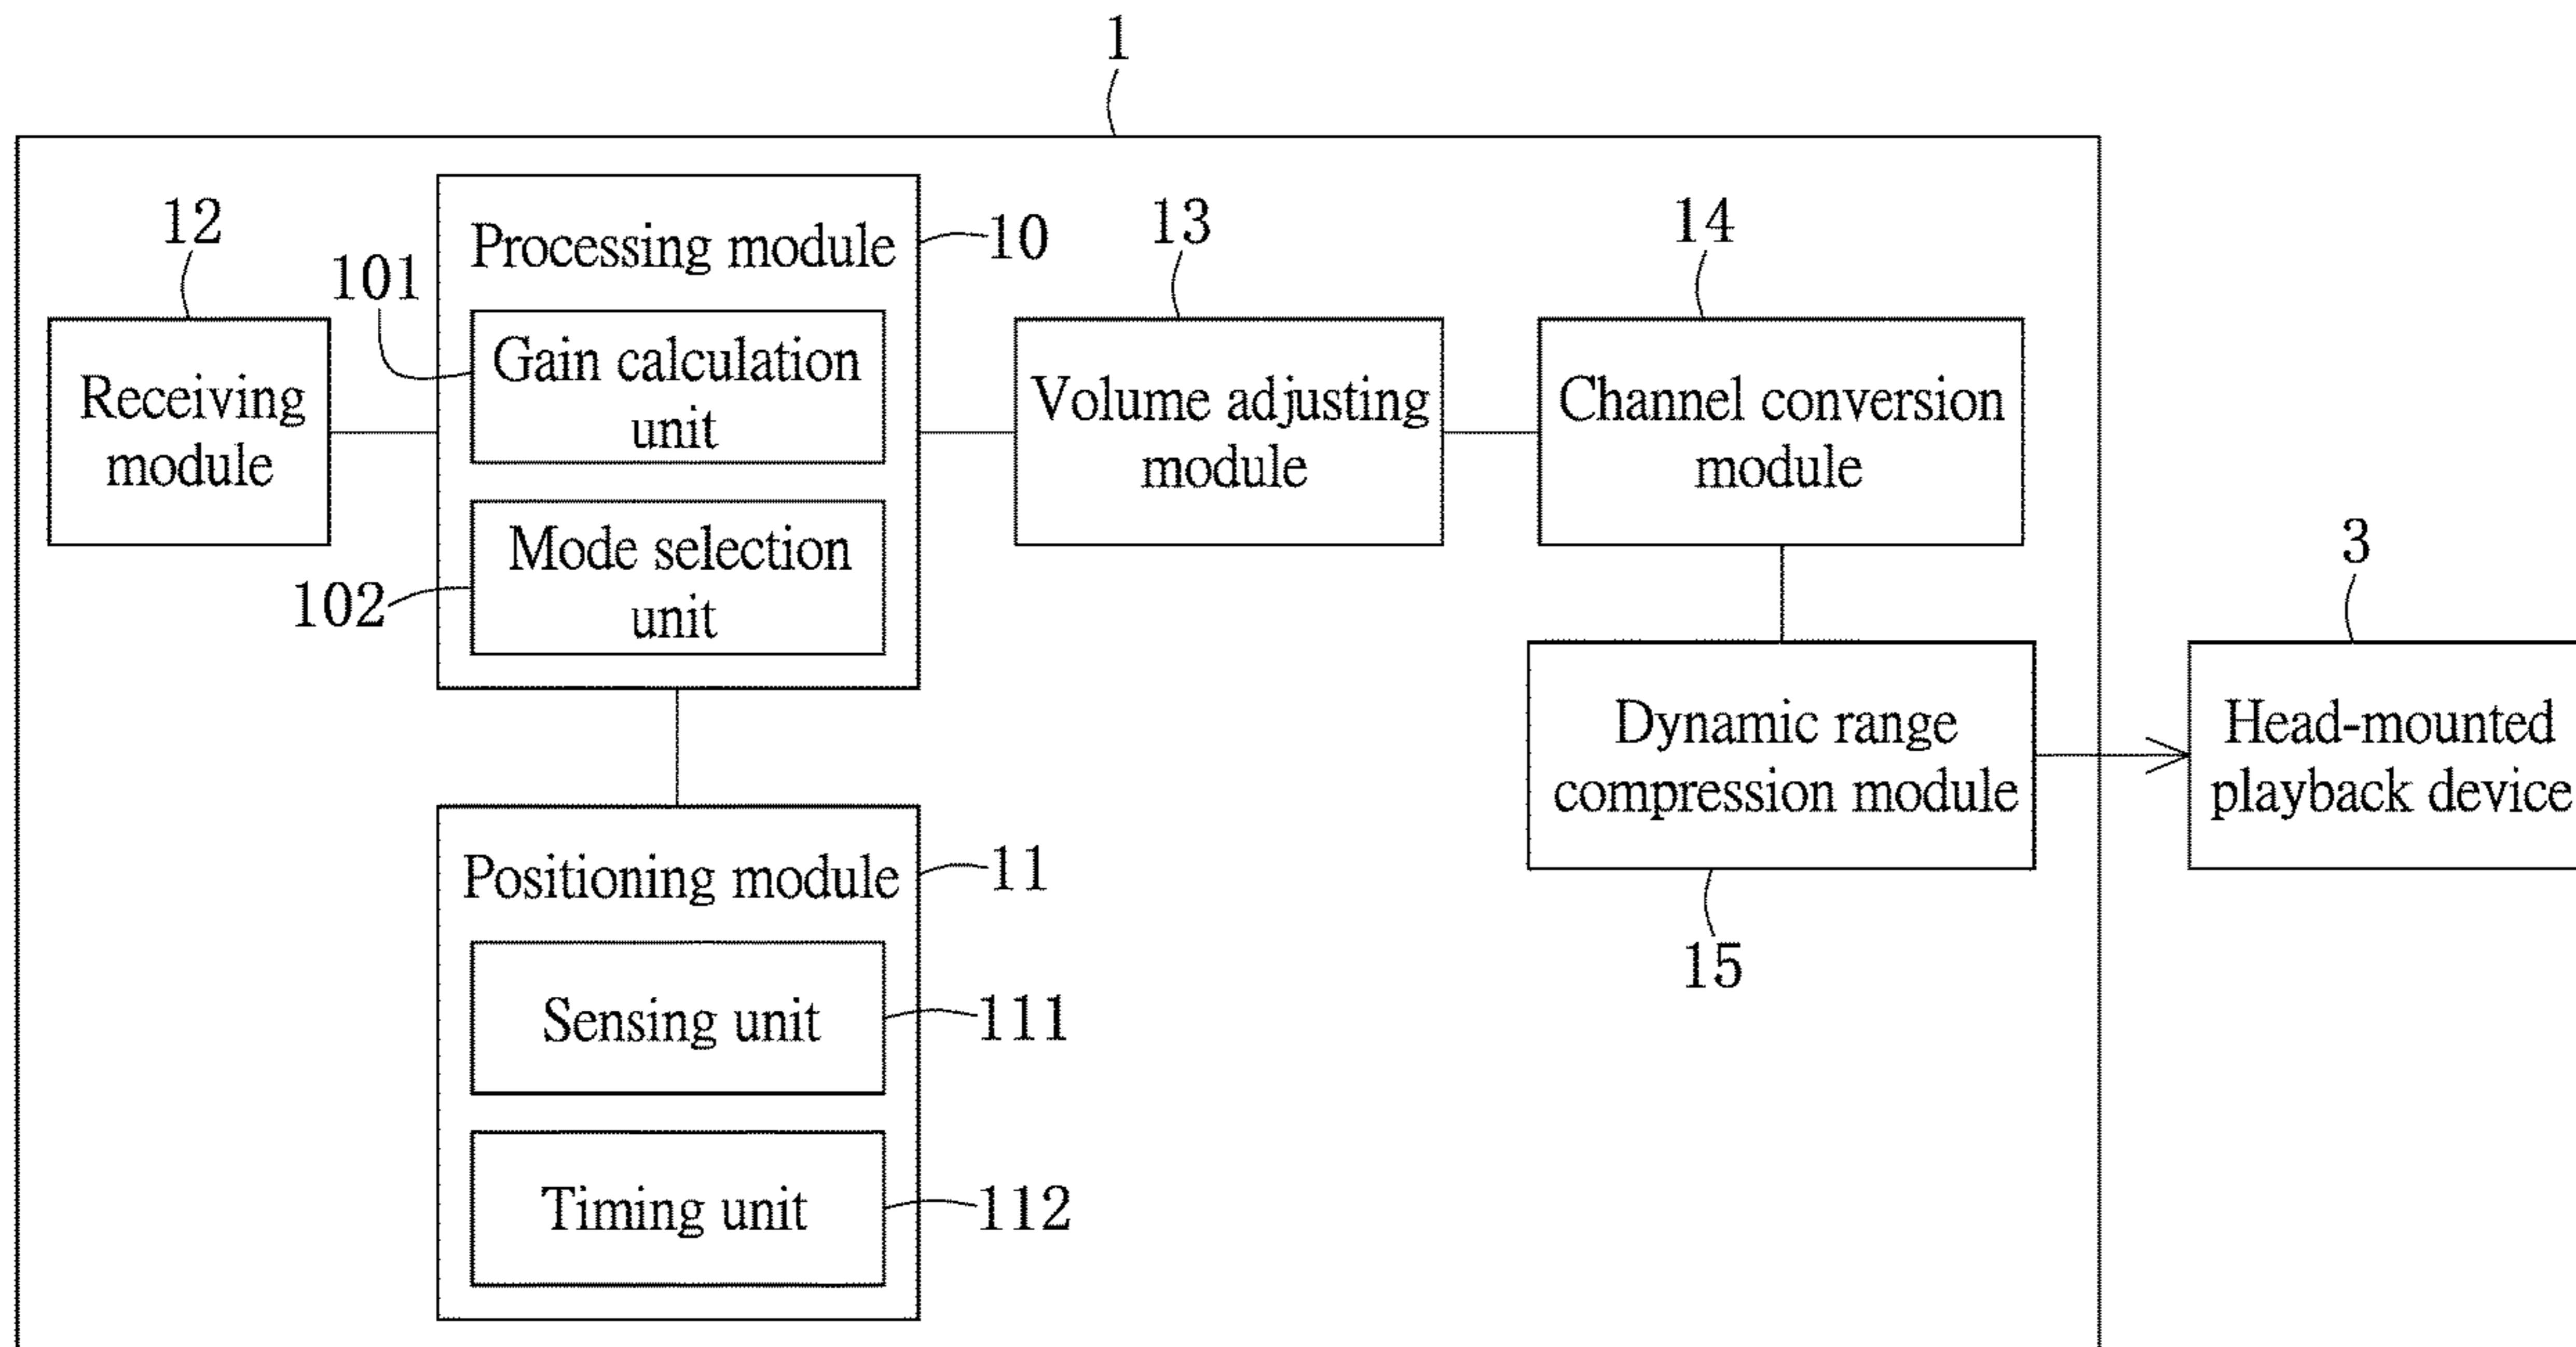 1
12
101
Processing module
10
13
14
Receiving
module
Gain calculation
unit
Volume adjusting
module
Channel conversion
module
102
Mode selection
unit
3
Dynamic range
compression module
Head-mounted
playback device
15
Positioning module
11
Sensing unit
111
Timing unit
112